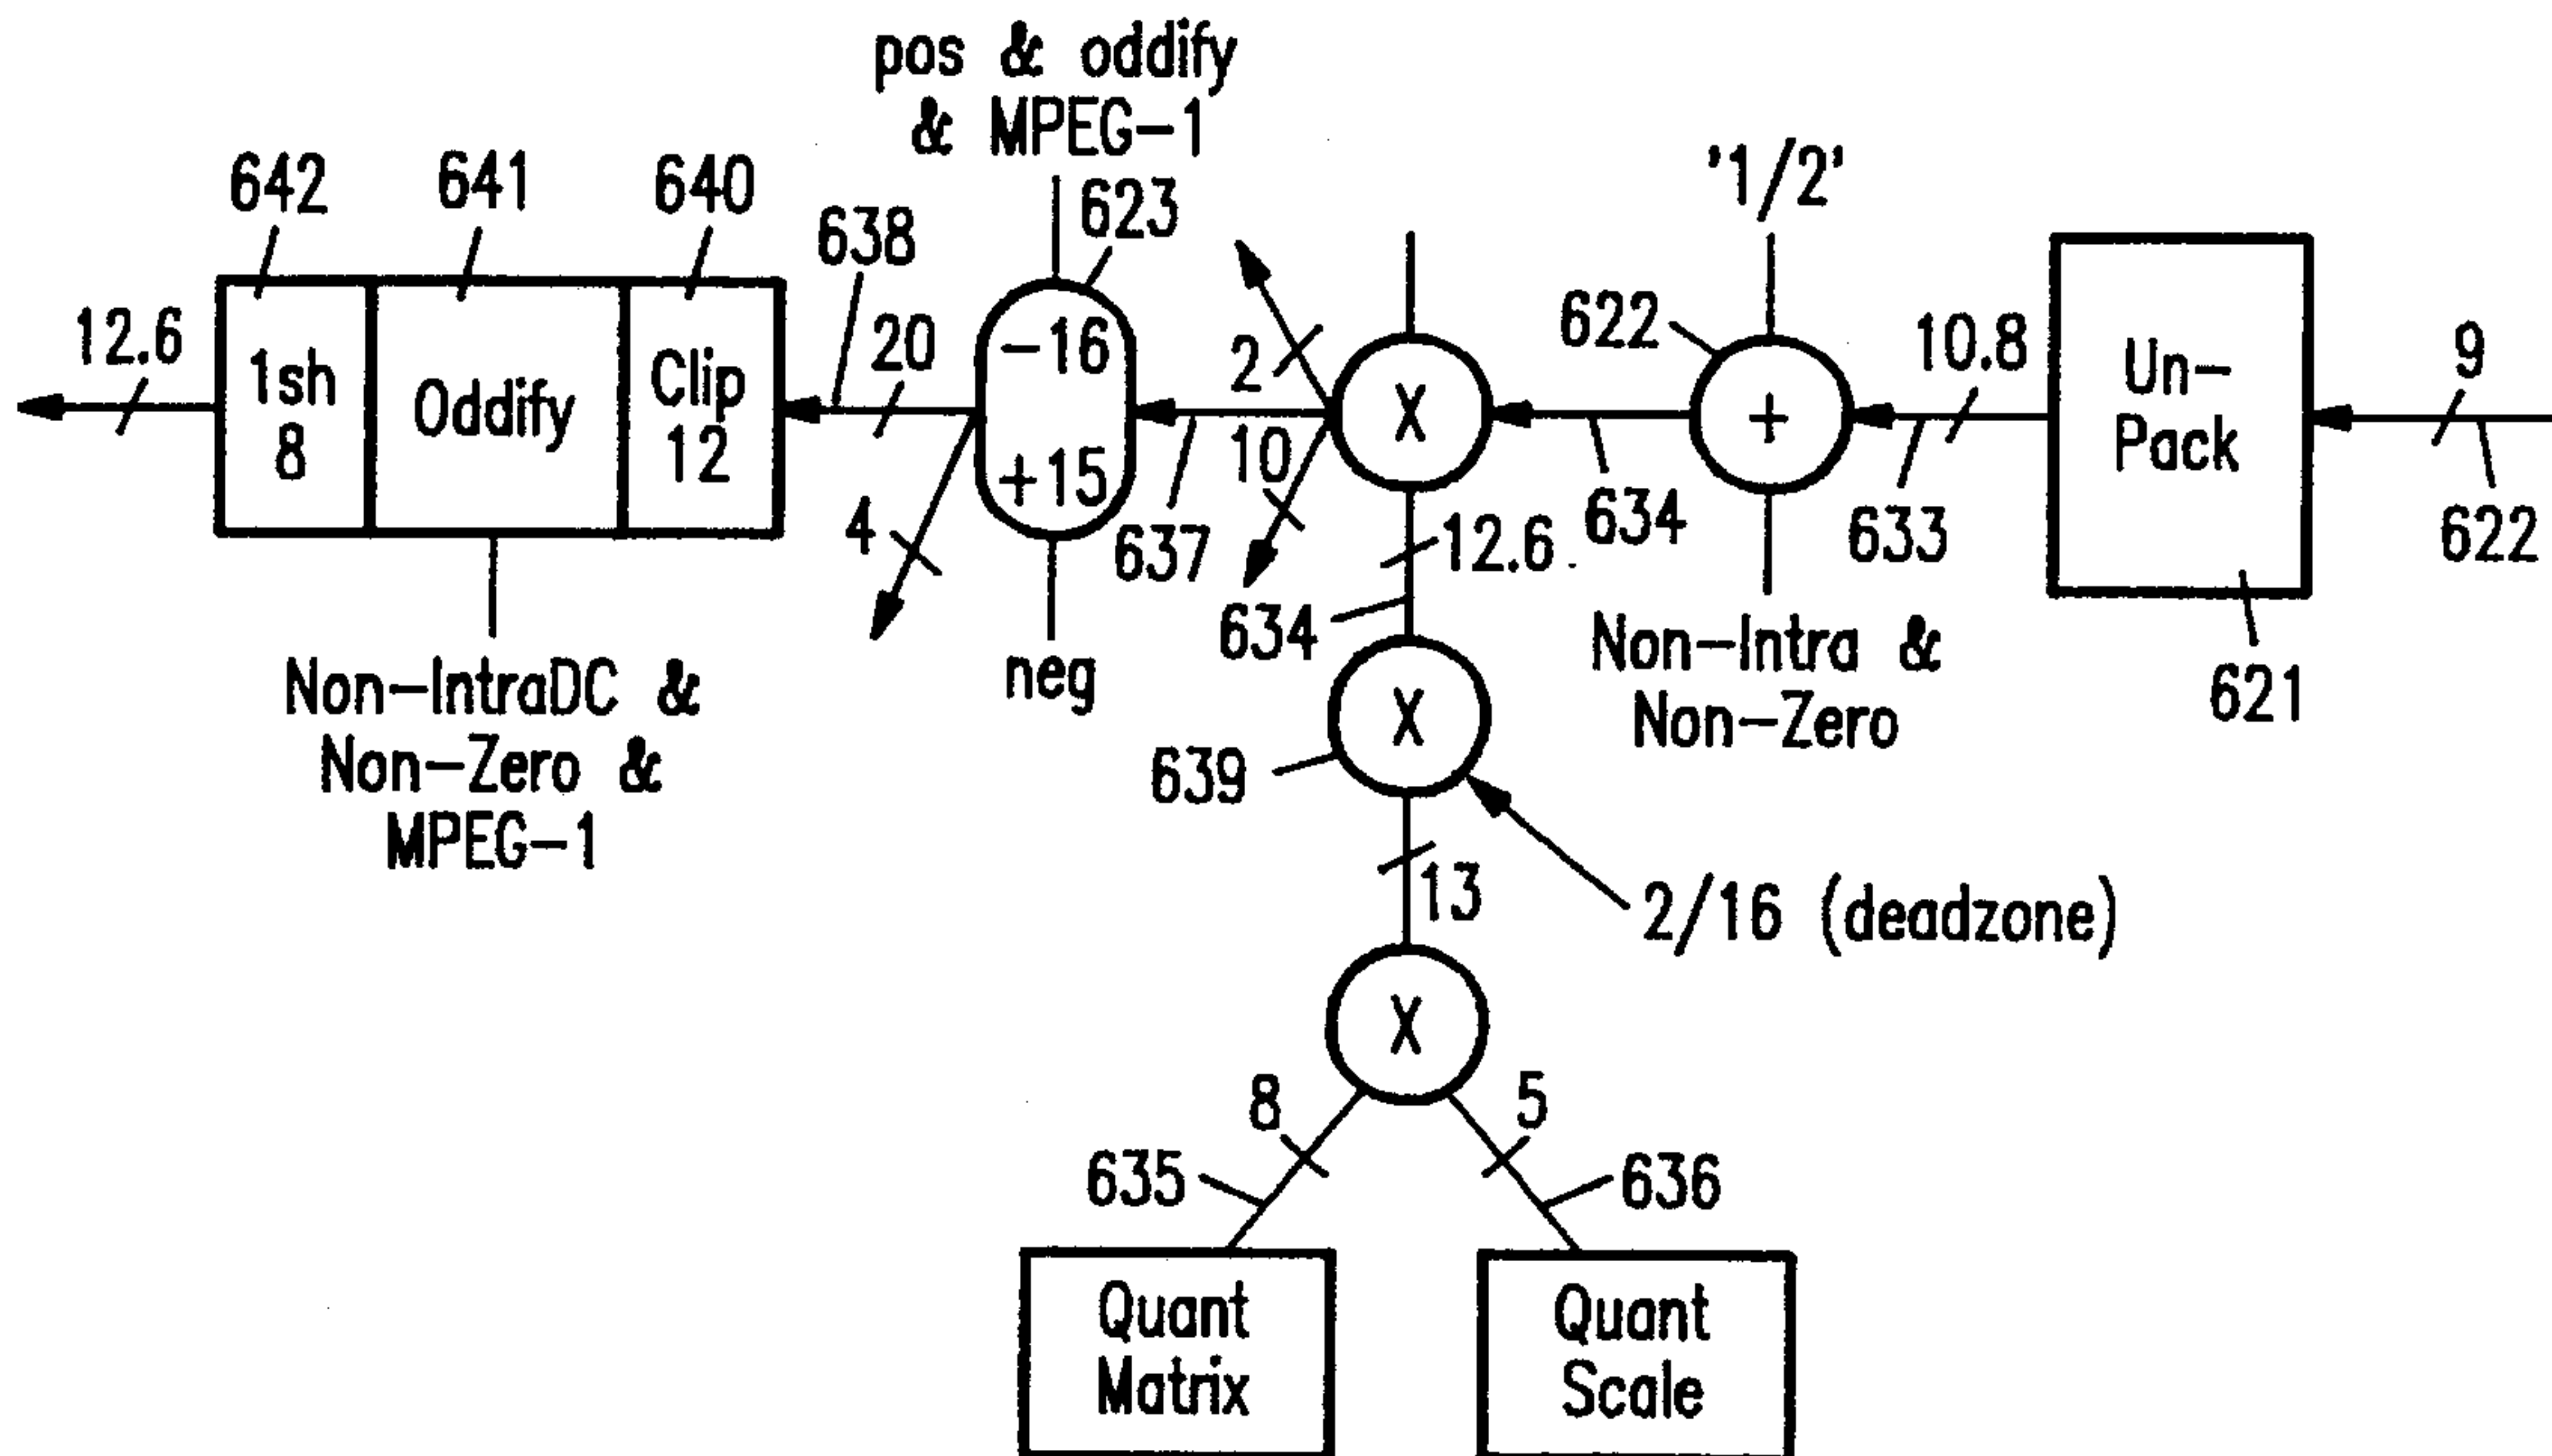 pos & oddify
& MPEG-1
642
641
640
638
623
'1/2'
12.6
1sh
8
Oddify
Clip
12
20
-16
+15
4
637
2
10
X
622
+
634
10.8
633
Un-
Pack
9
622
621
Non-IntraDC &
Non-Zero &
MPEG-1
neg
634
12.6
Non-Intra &
Non-Zero
X
639
13
2/16 (deadzone)
X
8
5
635
636
Quant
Matrix
Quant
Scale